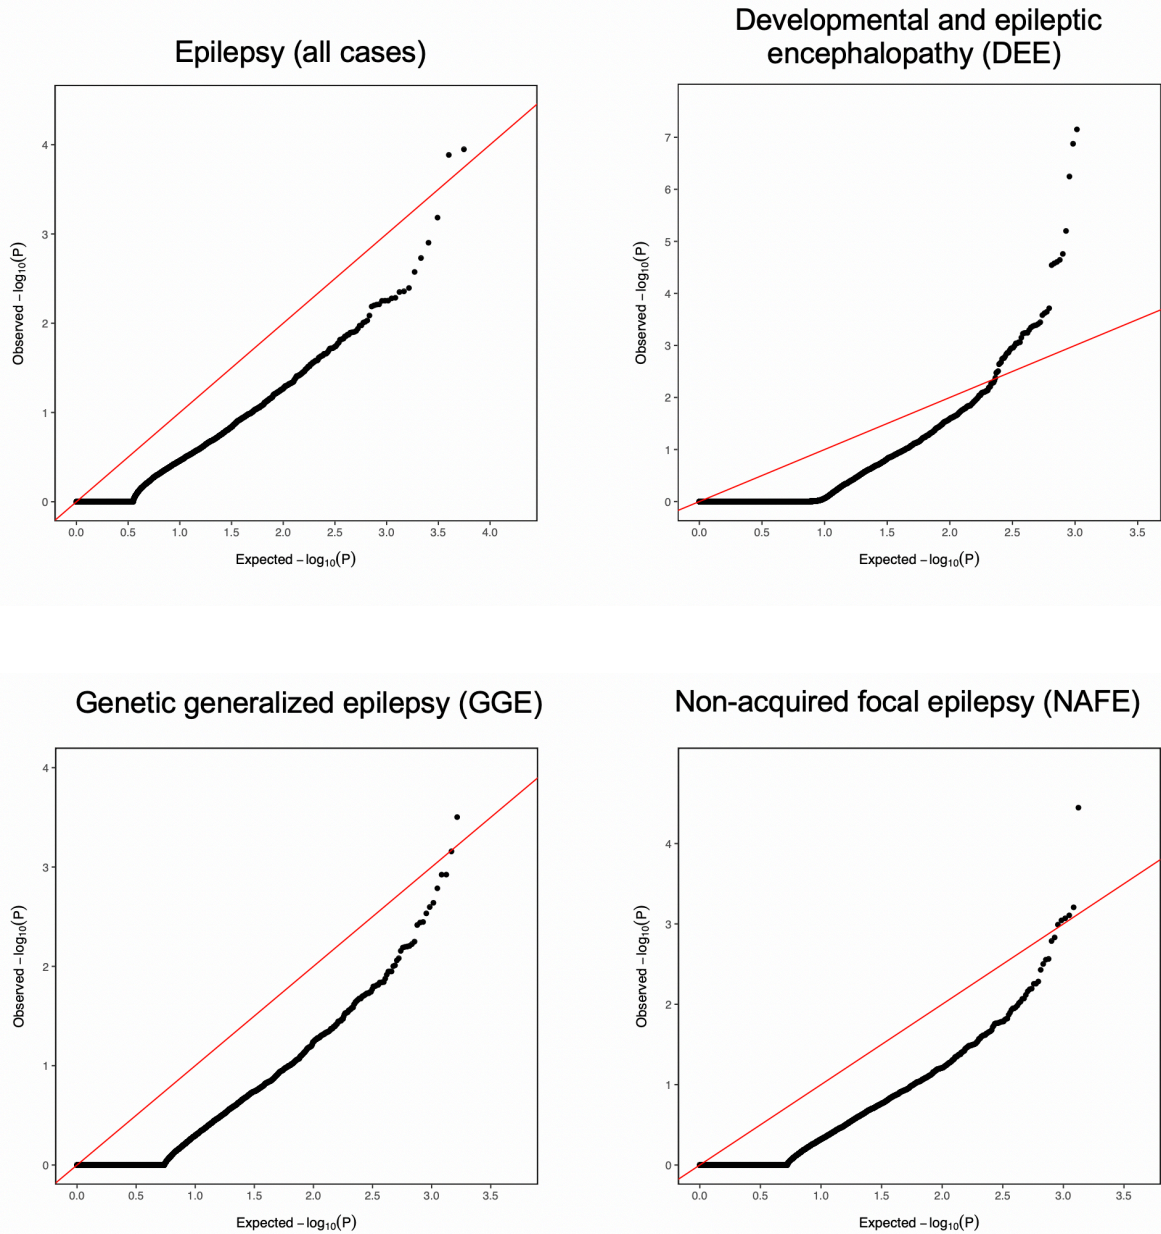 Epilepsy (all cases)
4
3
2
1
0
0.0 0.5 1.0 1.5 2.0 2.5 3.0 3.5 4.0
Observed −log10(P)
Expected −log10(P)
Developmental and epileptic
encephalopathy (DEE)
7
6
5
4
3
2
1
0
0.0 0.5 1.0 1.5 2.0 2.5 3.0 3.5
Observed −log10(P)
Expected −log10(P)
Genetic generalized epilepsy (GGE)
4
3
2
1
0
0.0 0.5 1.0 1.5 2.0 2.5 3.0 3.5
Observed −log10(P)
Expected −log10(P)
Non-acquired focal epilepsy (NAFE)
4
3
2
1
0
0.0 0.5 1.0 1.5 2.0 2.5 3.0 3.5
Observed −log10(P)
Expected −log10(P)